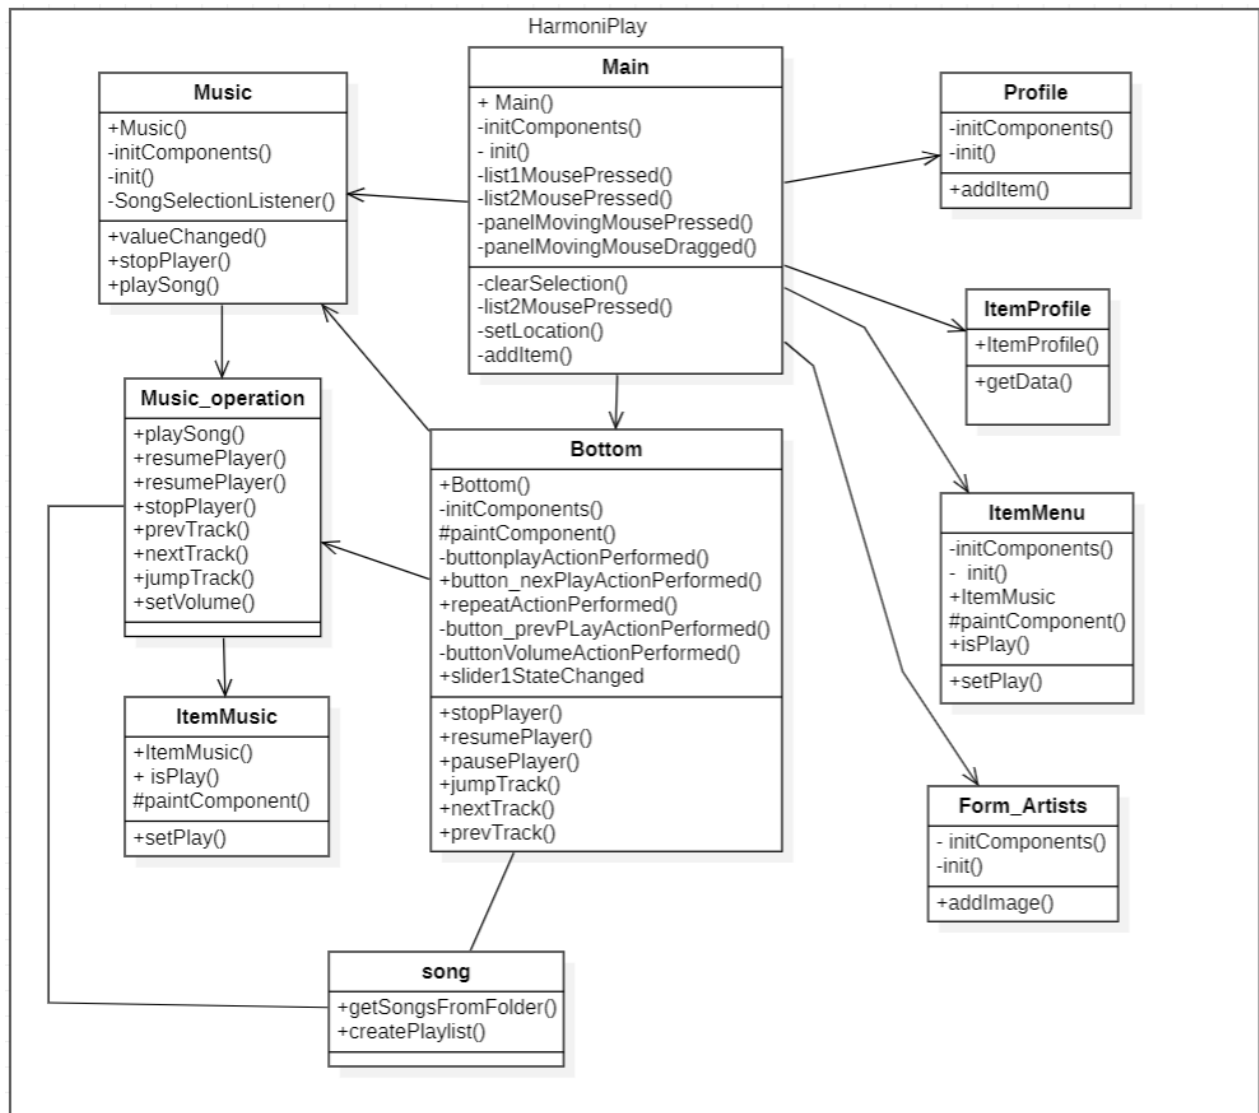 HarmoniPlay
Music
+Music()
-initComponents()
-init()
-SongSelectionListener()
+valueChanged()
+stopPlayer()
+playSong()
Main
+ Main()
-initComponents()
- init()
-list1MousePressed()
-list2MousePressed()
-panelMovingMousePressed()
-panelMovingMouseDragged()
-clearSelection()
-list2MousePressed()
-setLocation()
-addItem()
Profile
-initComponents()
-init()
+addItem()
ItemProfile
+ItemProfile()
+getData()
Music_operation
+playSong()
+resumePlayer()
+resumePlayer()
+stopPlayer()
+prevTrack()
+nextTrack()
+jumpTrack()
+setVolume()
Bottom
+Bottom()
-initComponents()
#paintComponent()
-buttonplayActionPerformed()
+button_nexPlayActionPerformed()
+repeatActionPerformed()
-button_prevPLayActionPerformed()
-buttonVolumeActionPerformed()
+slider1StateChanged
+stopPlayer()
+resumePlayer()
+pausePlayer()
+jumpTrack()
+nextTrack()
+prevTrack()
ItemMenu
-initComponents()
- init()
+ItemMusic
#paintComponent()
+isPlay()
+setPlay()
ItemMusic
+ItemMusic()
+ isPlay()
#paintComponent()
+setPlay()
Form_Artists
- initComponents()
-init()
+addImage()
song
+getSongsFromFolder()
+createPlaylist()